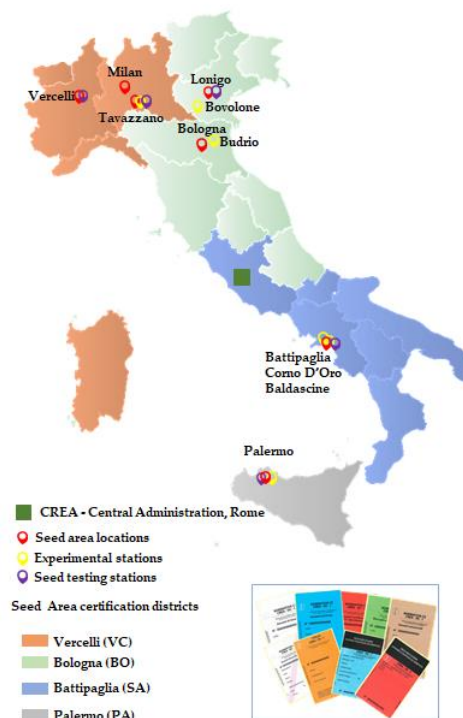 Milan
Lonigo
Vercelli
Bovolone
Tavazzano
Bologna
Budrio
Battipaglia
Corno D'Oro
Baldascine
Palermo
CREA - Central Administration, Rome
Seed area locations
Experimental stations
Seed testing stations
Seed Area certification districts
Vercelli (VC)
Bologna (BO)
Battipaglia (SA)
Palermo (PA)